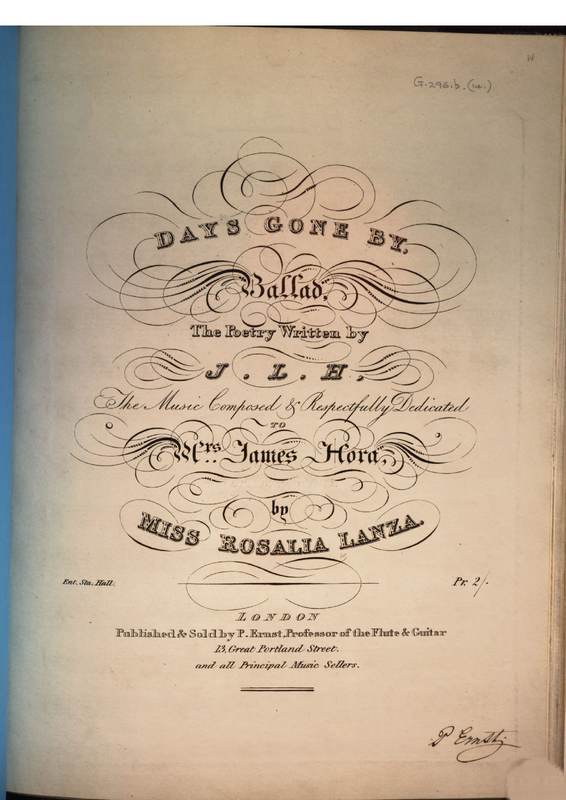 W
G.296.b.(14.)
DAYS GONE BY,
Ballad,
The Poetry Written by
J. L. H,
The Music Composed & Respectfully Dedicated
TO
Mrs. James Hora,
by
MISS ROSALIA LANZA.
Ent. Sta. Hall.
Pr. 2/-
LONDON
Published & Sold by P. Ernst, Professor of the Flute & Guitar
13, Great Portland Street.
and all Principal Music Sellers.
P Ernst